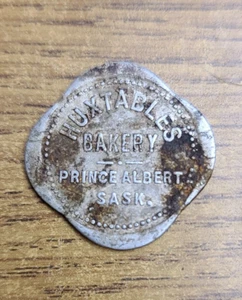 HUXTABLES
BAKERY
PRINCE ALBERT.
SASK.